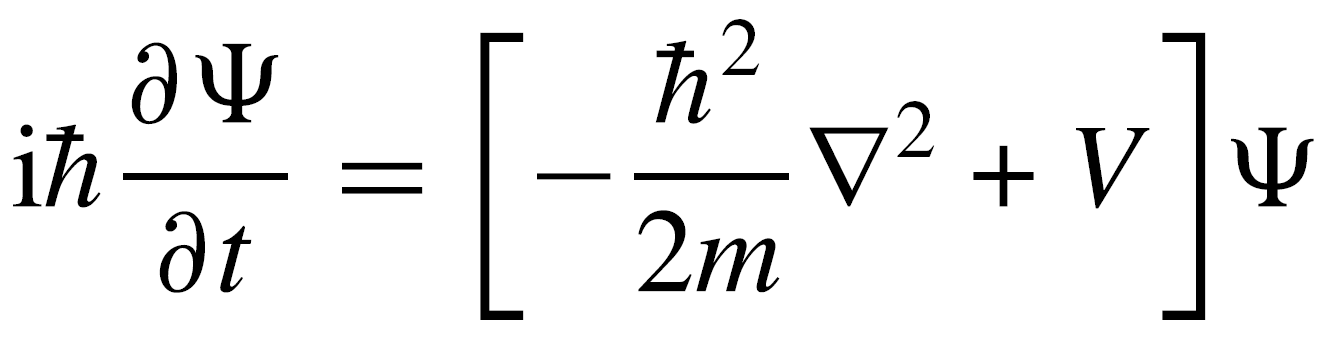 iħ ∂Ψ/∂t = [−ħ²/2m ∇² + V] Ψ